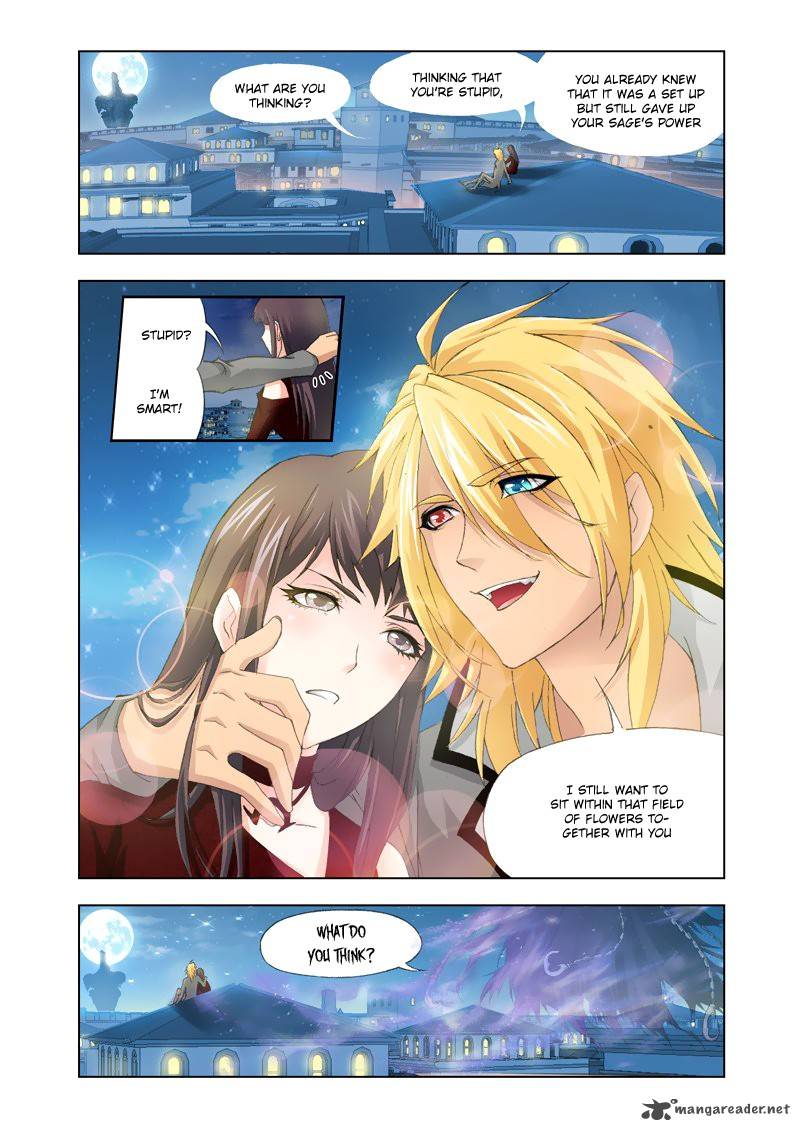 WHAT ARE YOU
THINKING?
THINKING THAT
YOU'RE STUPID,
YOU ALREADY KNEW
THAT IT WAS A SET UP
BUT STILL GAVE UP
YOUR SAGE'S POWER
STUPID?
I'M
SMART!
I STILL WANT TO
SIT WITHIN THAT FIELD
OF FLOWERS TO-
GETHER WITH YOU
WHAT DO
YOU THINK?
mangareader.net